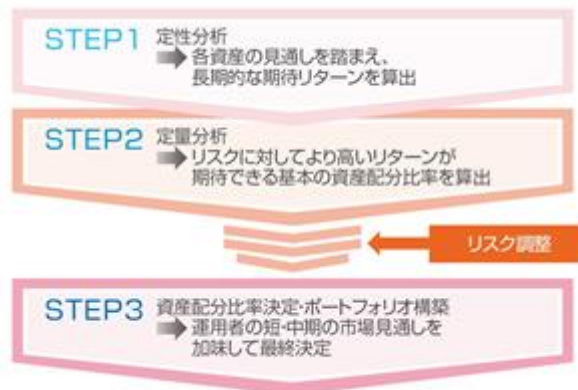 STEP1 定性分析
各資産の見通しを踏まえ、
長期的な期待リターンを算出
STEP2 定量分析
リスクに対してより高いリターンが
期待できる基本の資産配分比率を算出
リスク調整
STEP3 資産配分比率決定・ポートフォリオ構築
運用者の短・中期の市場見通しを
加味して最終決定